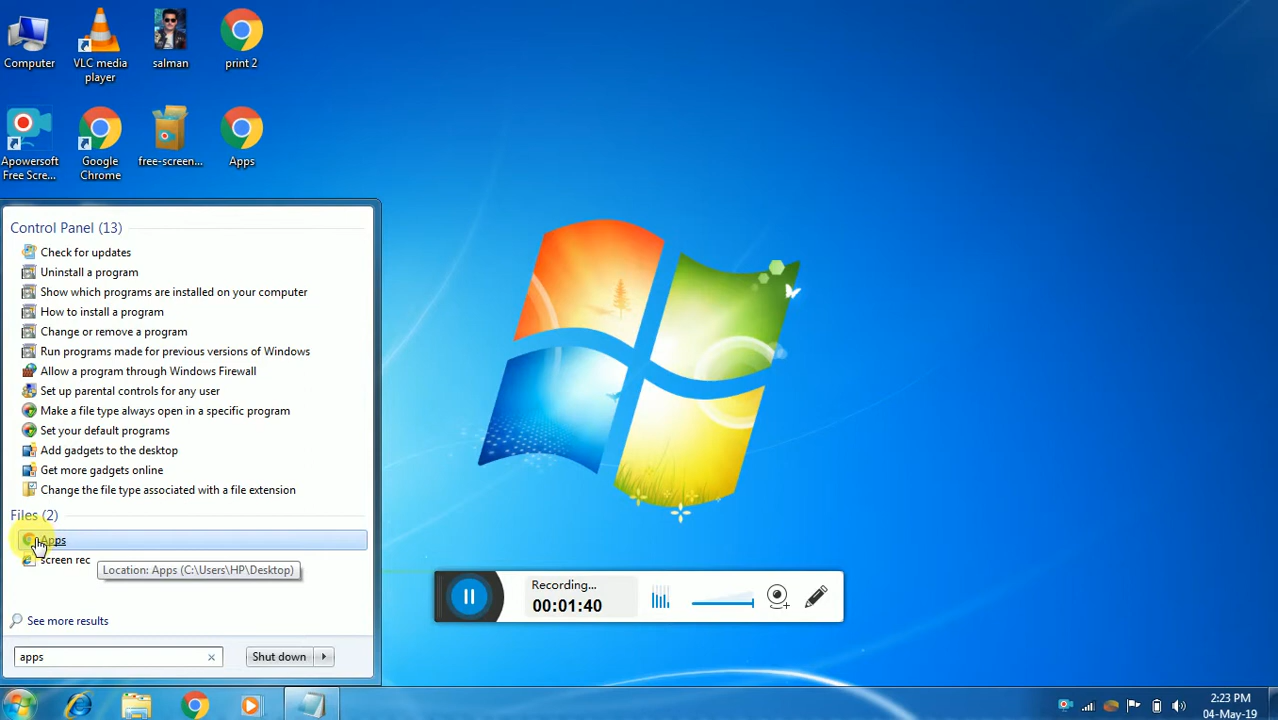 Computer
VLC media
player
salman
print 2
Apowersoft
Free Scre...
Google
Chrome
free-screen...
Apps
Control Panel (13)
Check for updates
Uninstall a program
Show which programs are installed on your computer
How to install a program
Change or remove a program
Run programs made for previous versions of Windows
Allow a program through Windows Firewall
Set up parental controls for any user
Make a file type always open in a specific program
Set your default programs
Add gadgets to the desktop
Get more gadgets online
Change the file type associated with a file extension
Files (2)
Apps
screen rec
Location: Apps (C:\Users\HP\Desktop)
See more results
apps
Shut down
Recording...
00:01:40
2:23 PM
04-May-19